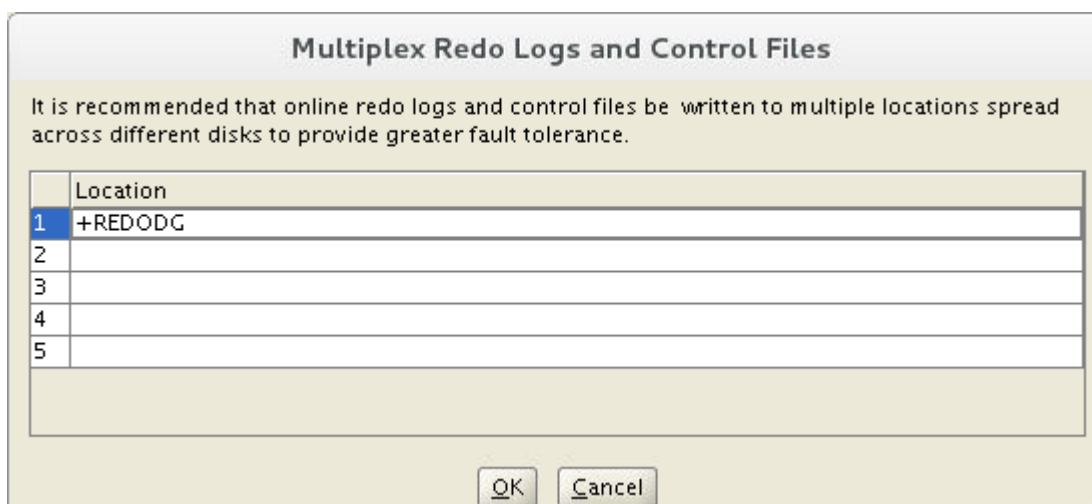 Multiplex Redo Logs and Control Files
It is recommended that online redo logs and control files be written to multiple locations spread
across different disks to provide greater fault tolerance.
Location
1 +REDODG
2
3
4
5
OK Cancel